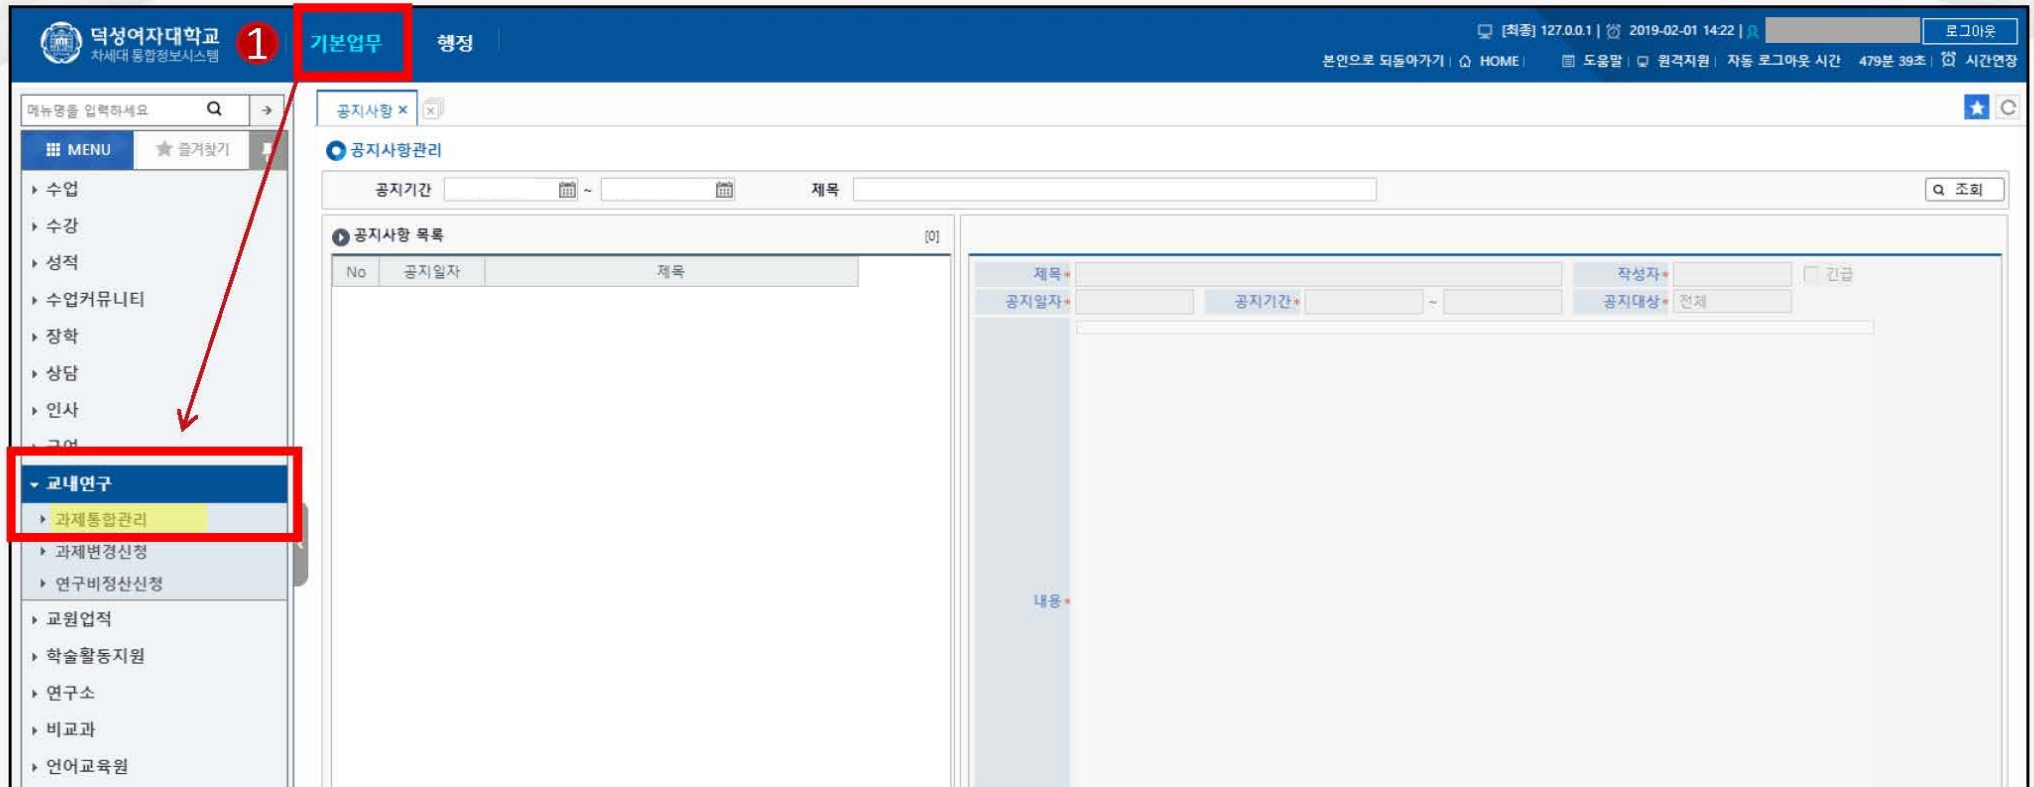 덕성여자대학교
차세대 통합정보시스템
1
기본업무
행정
[최종] 127.0.0.1 | 2019-02-01 14:22 |
로그아웃
본인으로 되돌아가기 | HOME | 도움말 | 원격지원 | 자동 로그아웃 시간 479분 39초 | 시간연장
메뉴명을 입력하세요
MENU
즐겨찾기
수업
수강
성적
수업커뮤니티
장학
상담
인사
급여
교내연구
과제통합관리
과제변경신청
연구비정산신청
교원업적
학술활동지원
연구소
비교과
언어교육원
공지사항
공지사항관리
공지기간 ~ 제목
조회
공지사항 목록 [0]
No 공지일자 제목
제목* 작성자* 긴급
공지일자* 공지기간* ~ 공지대상* 전체
내용*